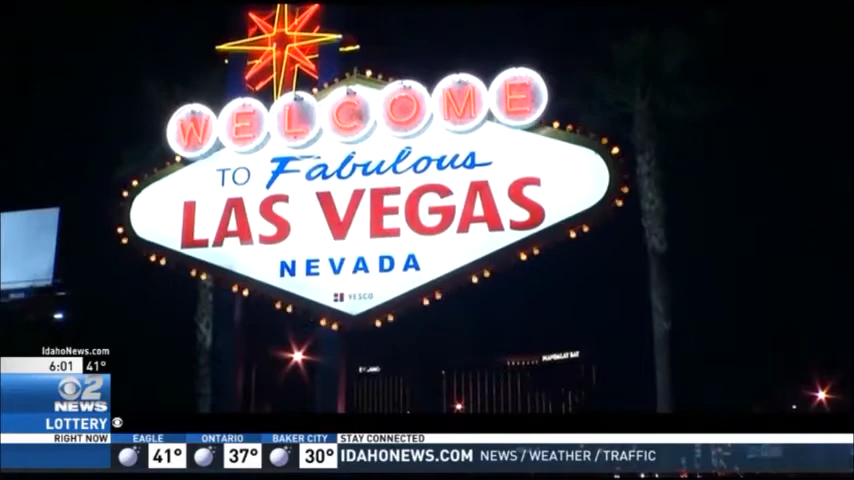 WELCOME
TO Fabulous
LAS VEGAS
NEVADA
YESCO
MANDALAY BAY
IdahoNews.com
6:01 41°
2
NEWS
LOTTERY
RIGHT NOW EAGLE ONTARIO BAKER CITY STAY CONNECTED
41° 37° 30° IDAHONEWS.COM NEWS / WEATHER / TRAFFIC